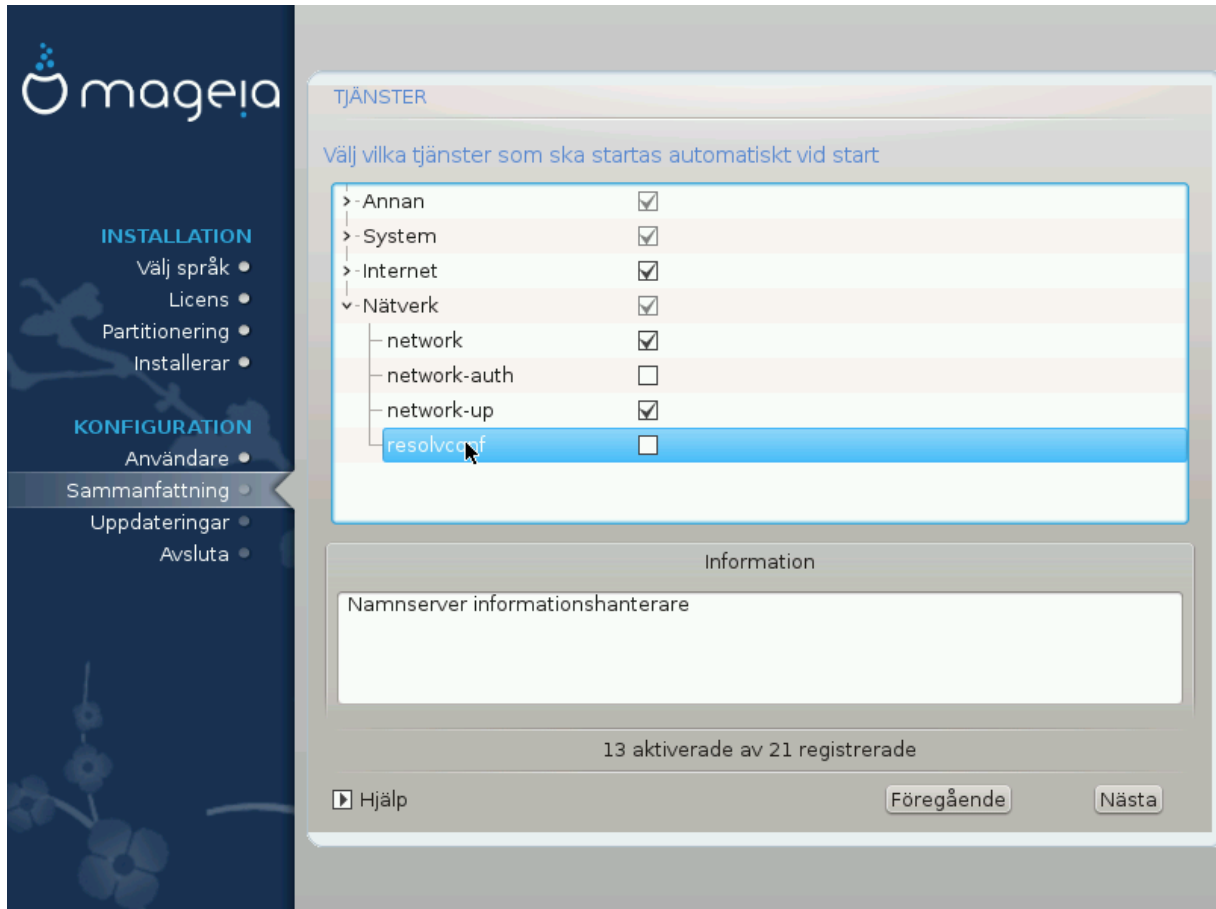 mageia
INSTALLATION
Välj språk
Licens
Partitionering
Installerar
KONFIGURATION
Användare
Sammanfattning
Uppdateringar
Avsluta
TJÄNSTER
Välj vilka tjänster som ska startas automatiskt vid start
Annan
System
Internet
Nätverk
network
network-auth
network-up
resolvconf
Information
Namnserver informationshanterare
13 aktiverade av 21 registrerade
Hjälp
Föregående
Nästa